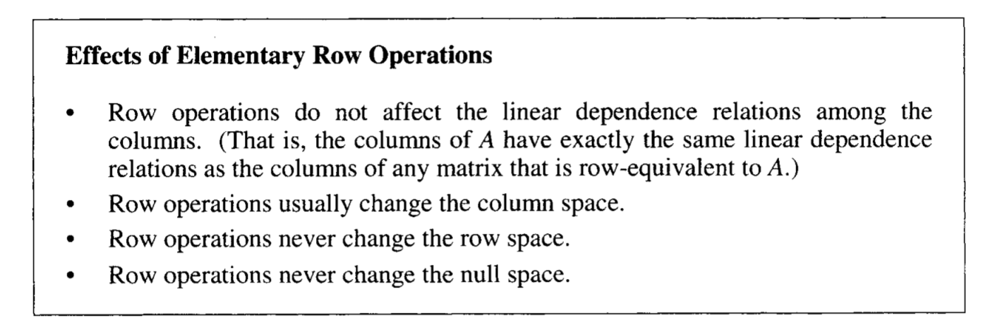 Effects of Elementary Row Operations
• Row operations do not affect the linear dependence relations among the
columns. (That is, the columns of A have exactly the same linear dependence
relations as the columns of any matrix that is row-equivalent to A.)
• Row operations usually change the column space.
• Row operations never change the row space.
• Row operations never change the null space.